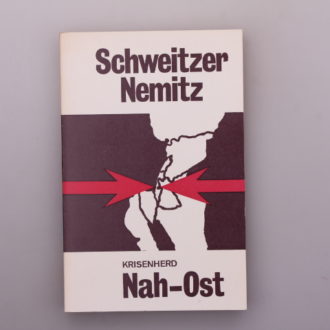 Schweitzer
Nemitz
KRISENHERD
Nah-Ost